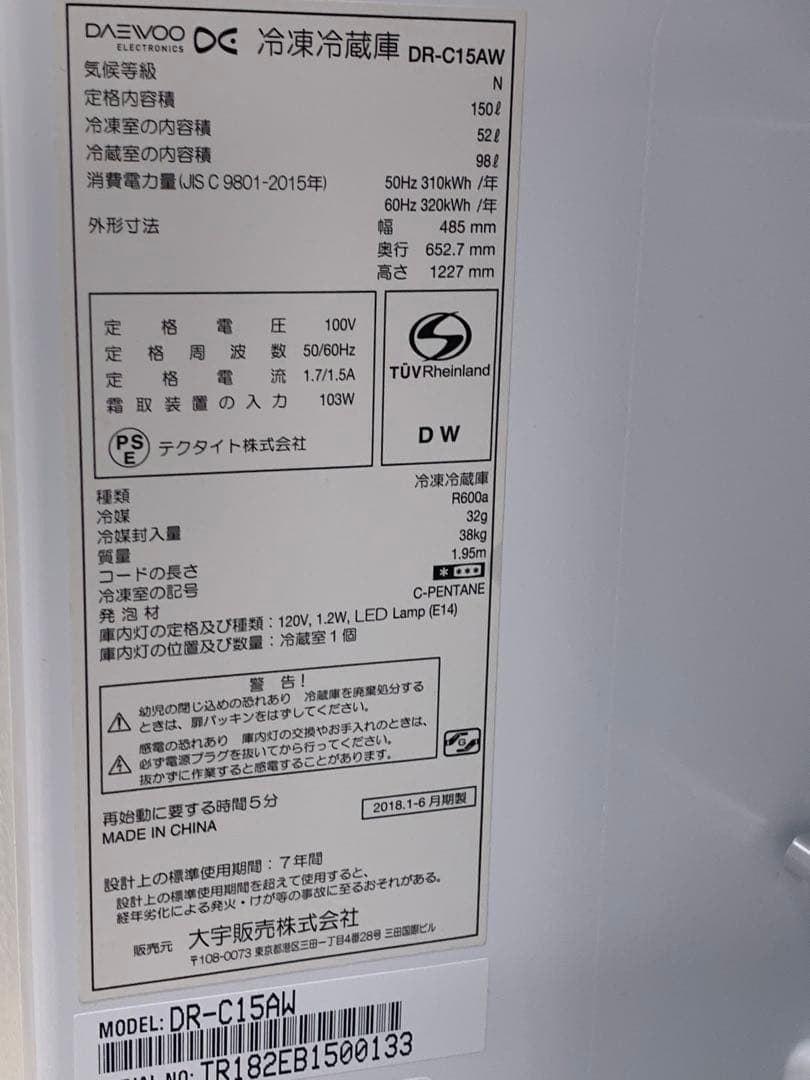 DAEWOO ELECTRONICS 冷凍冷蔵庫 DR-C15AW
気候等級 N
定格内容積 150ℓ
冷凍室の内容積 52ℓ
冷蔵室の内容積 98ℓ
消費電力量(JIS C 9801-2015年) 50Hz 310kWh /年
60Hz 320kWh /年
外形寸法 幅 485 mm
奥行 652.7 mm
高さ 1227 mm
定格電圧 100V
定格周波数 50/60Hz
定格電流 1.7/1.5A
霜取装置の入力 103W
PSE テクタイト株式会社
TÜVRheinland
DW
種類 冷凍冷蔵庫
冷媒 R600a
冷媒封入量 32g
質量 38kg
コードの長さ 1.95m
冷凍室の記号 * ***
発泡材 C-PENTANE
庫内灯の定格及び種類：120V, 1.2W, LED Lamp (E14)
庫内灯の位置及び数量：冷蔵室1個
警告！
幼児の閉じ込めの恐れあり 冷蔵庫を廃棄処分する
ときは、扉パッキンをはずしてください。
感電の恐れあり 庫内灯の交換やお手入れのときは、
必ず電源プラグを抜いてから行ってください。
抜かずに作業すると感電することがあります。
G
再始動に要する時間5分
2018.1-6月期製
MADE IN CHINA
設計上の標準使用期間：7年間
設計上の標準使用期間を超えて使用すると、
経年劣化による発火・けが等の事故に至るおそれがある。
販売元 大宇販売株式会社
〒108-0073 東京都港区三田一丁目4番28号 三田国際ビル
MODEL: DR-C15AW
NO: TR182EB1500133